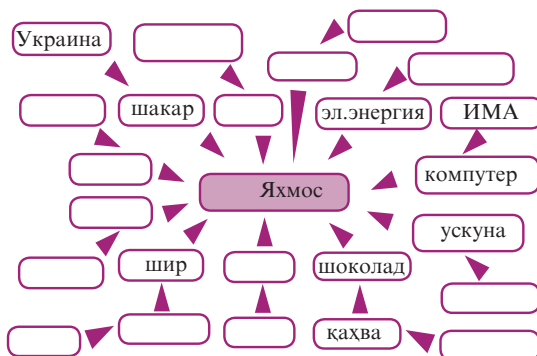 Украина
шакар
эл.энергия
ИМА
Яхмос
компутер
ускуна
шир
шоколад
қаҳва